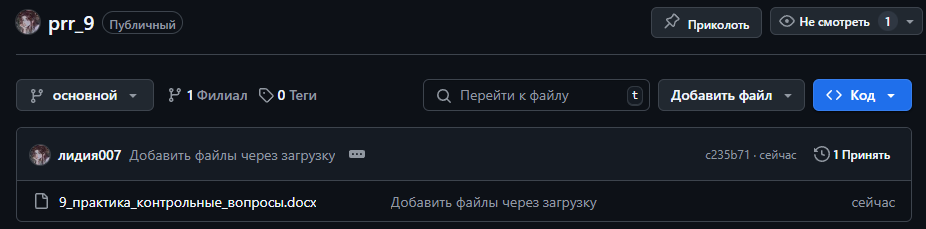 prr_9 Публичный Приколоть Не смотреть 1
основной 1 Филиал 0 Теги Перейти к файлу t Добавить файл <> Код
лидия007 Добавить файлы через загрузку c235b71 · сейчас 1 Принять
9_практика_контрольные_вопросы.docx Добавить файлы через загрузку сейчас